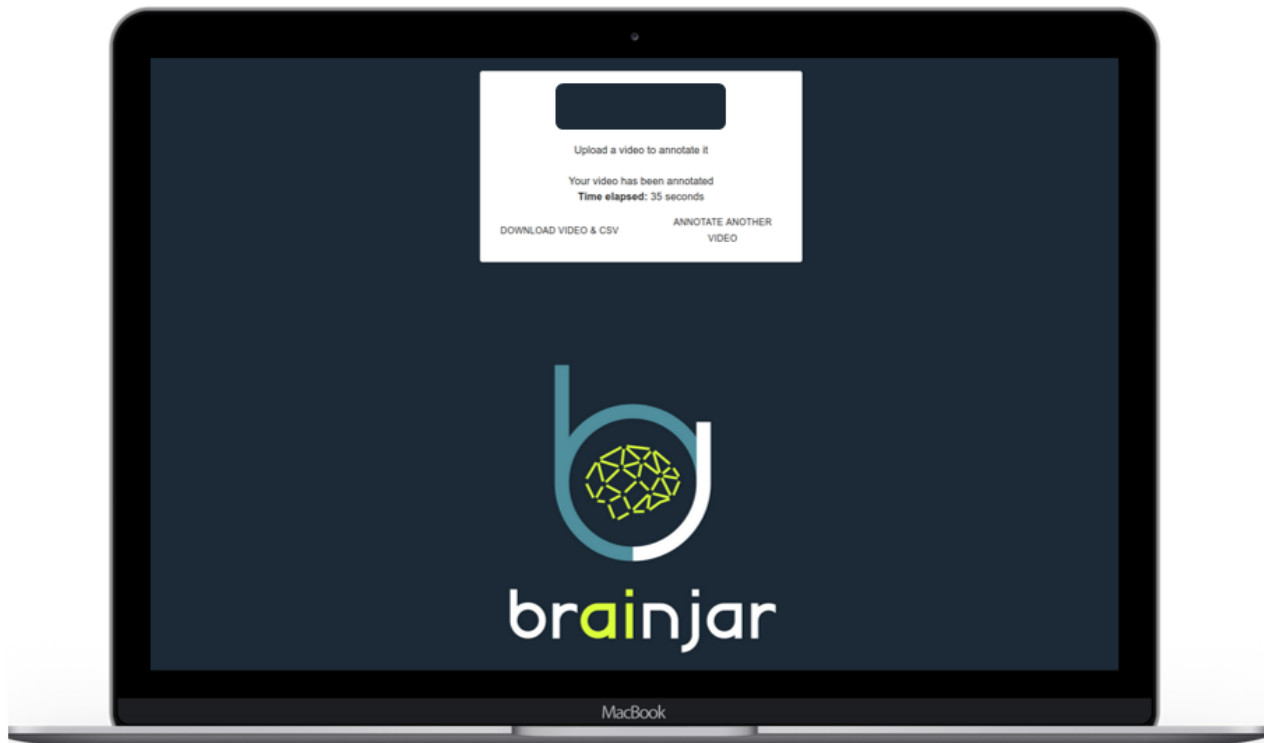 Upload a video to annotate it
Your video has been annotated
Time elapsed: 35 seconds
DOWNLOAD VIDEO & CSV
ANNOTATE ANOTHER
VIDEO
brainjar
MacBook